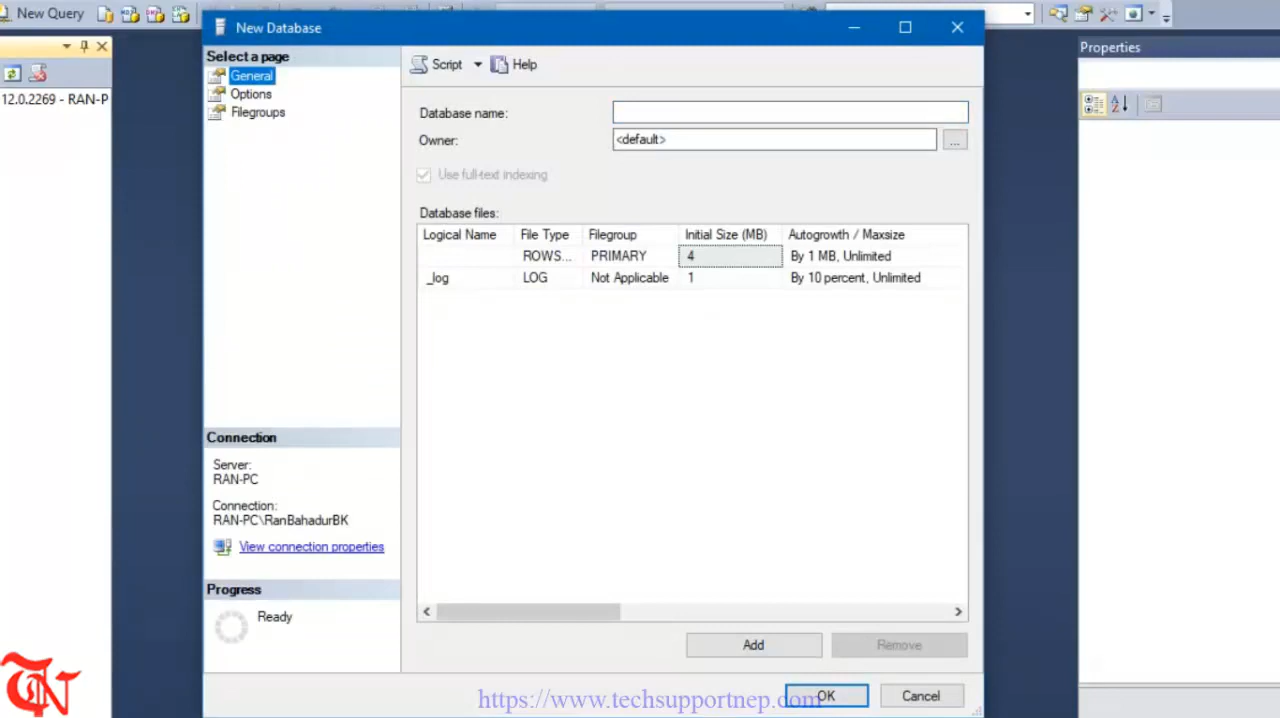 New Query
New Database
Select a page
General
Options
Filegroups
Script
Help
Properties
12.0.2269 - RAN-P
Database name:
Owner:
<default>
...
Use full-text indexing
Database files:
Logical Name File Type Filegroup Initial Size (MB) Autogrowth / Maxsize
ROWS... PRIMARY 4 By 1 MB, Unlimited
_log LOG Not Applicable 1 By 10 percent, Unlimited
Connection
Server:
RAN-PC
Connection:
RAN-PC\RanBahadurBK
View connection properties
Progress
Ready
Add
Remove
OK
Cancel
https://www.techsupportnep.com